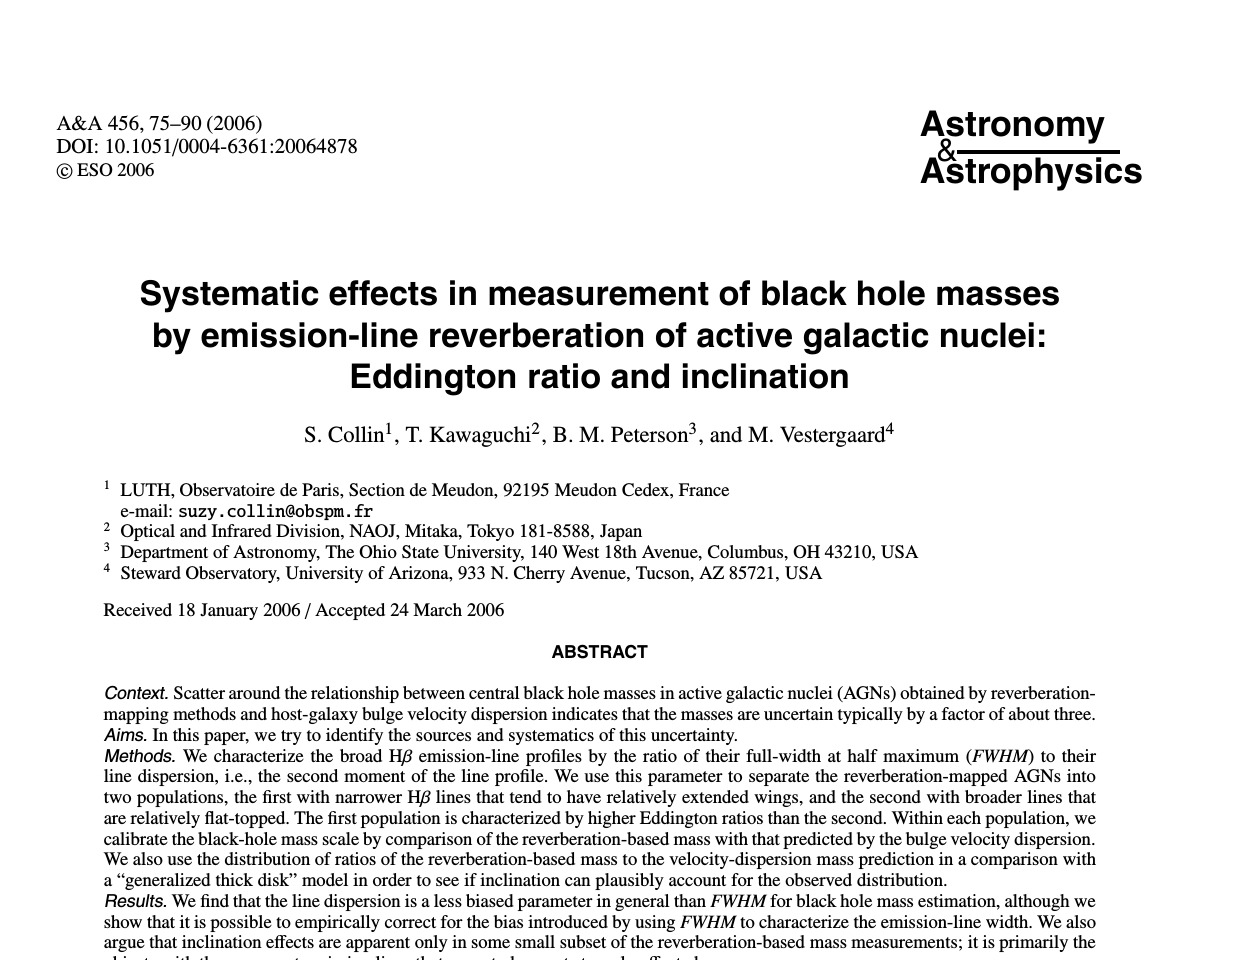 A&A 456, 75–90 (2006)
DOI: 10.1051/0004-6361:20064878
© ESO 2006
Astronomy
&
Astrophysics
Systematic effects in measurement of black hole masses
by emission-line reverberation of active galactic nuclei:
Eddington ratio and inclination
S. Collin¹, T. Kawaguchi², B. M. Peterson³, and M. Vestergaard⁴
¹ LUTH, Observatoire de Paris, Section de Meudon, 92195 Meudon Cedex, France
e-mail: suzy.collin@obspm.fr
² Optical and Infrared Division, NAOJ, Mitaka, Tokyo 181-8588, Japan
³ Department of Astronomy, The Ohio State University, 140 West 18th Avenue, Columbus, OH 43210, USA
⁴ Steward Observatory, University of Arizona, 933 N. Cherry Avenue, Tucson, AZ 85721, USA
Received 18 January 2006 / Accepted 24 March 2006
ABSTRACT
Context. Scatter around the relationship between central black hole masses in active galactic nuclei (AGNs) obtained by reverberation-
mapping methods and host-galaxy bulge velocity dispersion indicates that the masses are uncertain typically by a factor of about three.
Aims. In this paper, we try to identify the sources and systematics of this uncertainty.
Methods. We characterize the broad Hβ emission-line profiles by the ratio of their full-width at half maximum (FWHM) to their
line dispersion, i.e., the second moment of the line profile. We use this parameter to separate the reverberation-mapped AGNs into
two populations, the first with narrower Hβ lines that tend to have relatively extended wings, and the second with broader lines that
are relatively flat-topped. The first population is characterized by higher Eddington ratios than the second. Within each population, we
calibrate the black-hole mass scale by comparison of the reverberation-based mass with that predicted by the bulge velocity dispersion.
We also use the distribution of ratios of the reverberation-based mass to the velocity-dispersion mass prediction in a comparison with
a “generalized thick disk” model in order to see if inclination can plausibly account for the observed distribution.
Results. We find that the line dispersion is a less biased parameter in general than FWHM for black hole mass estimation, although we
show that it is possible to empirically correct for the bias introduced by using FWHM to characterize the emission-line width. We also
argue that inclination effects are apparent only in some small subset of the reverberation-based mass measurements; it is primarily the